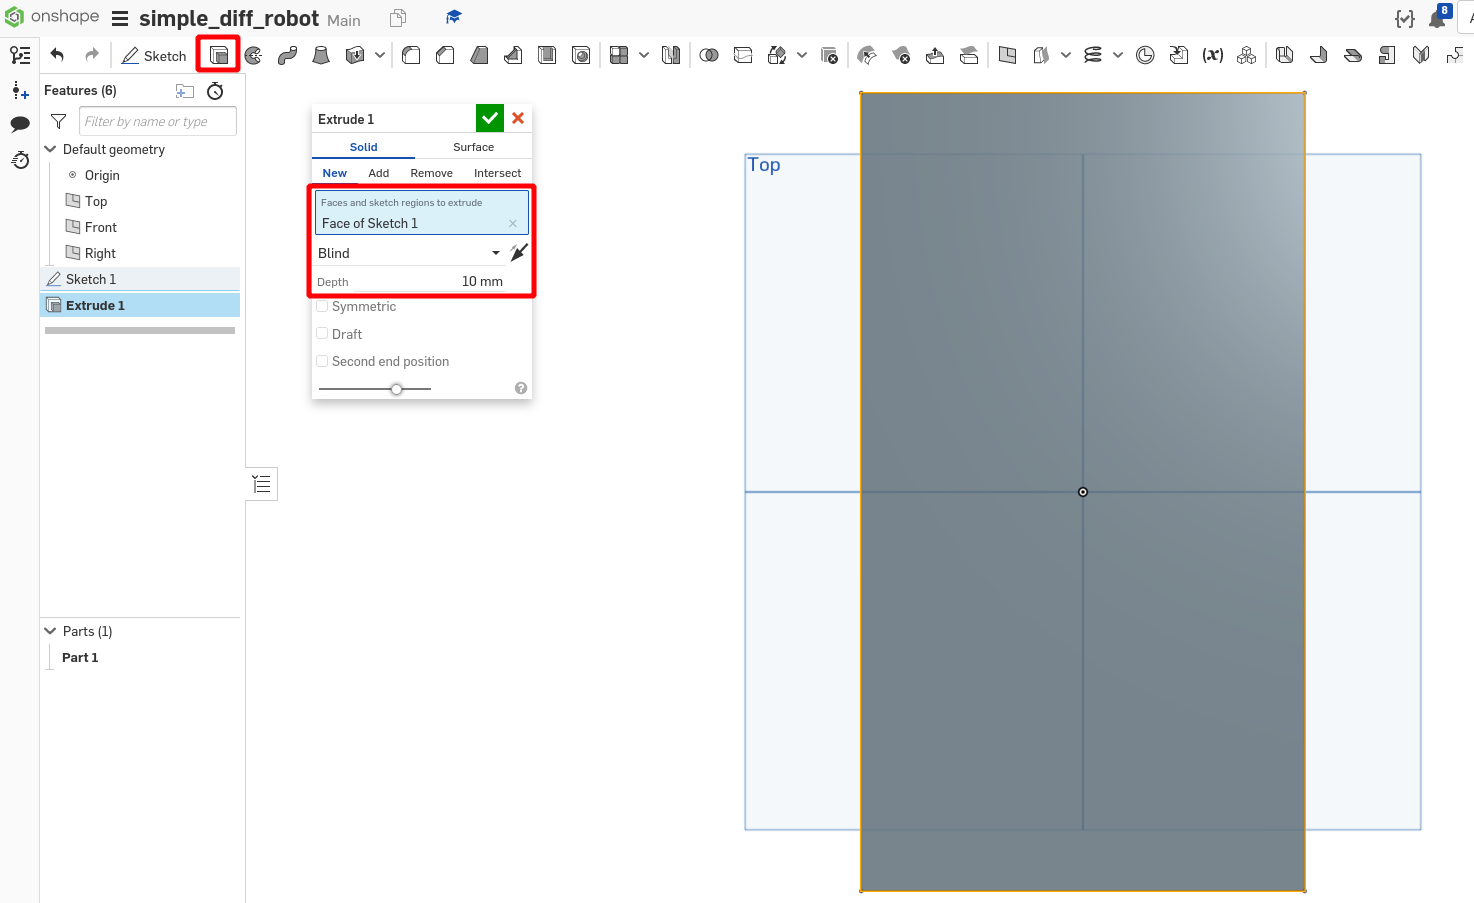 onshape simple_diff_robot Main 8 A
Sketch (x)
Features (6)
Filter by name or type
Default geometry
Origin
Top
Front
Right
Sketch 1
Extrude 1
Parts (1)
Part 1
Extrude 1
Solid Surface
New Add Remove Intersect
Faces and sketch regions to extrude
Face of Sketch 1
Blind
Depth 10 mm
Symmetric
Draft
Second end position
Top